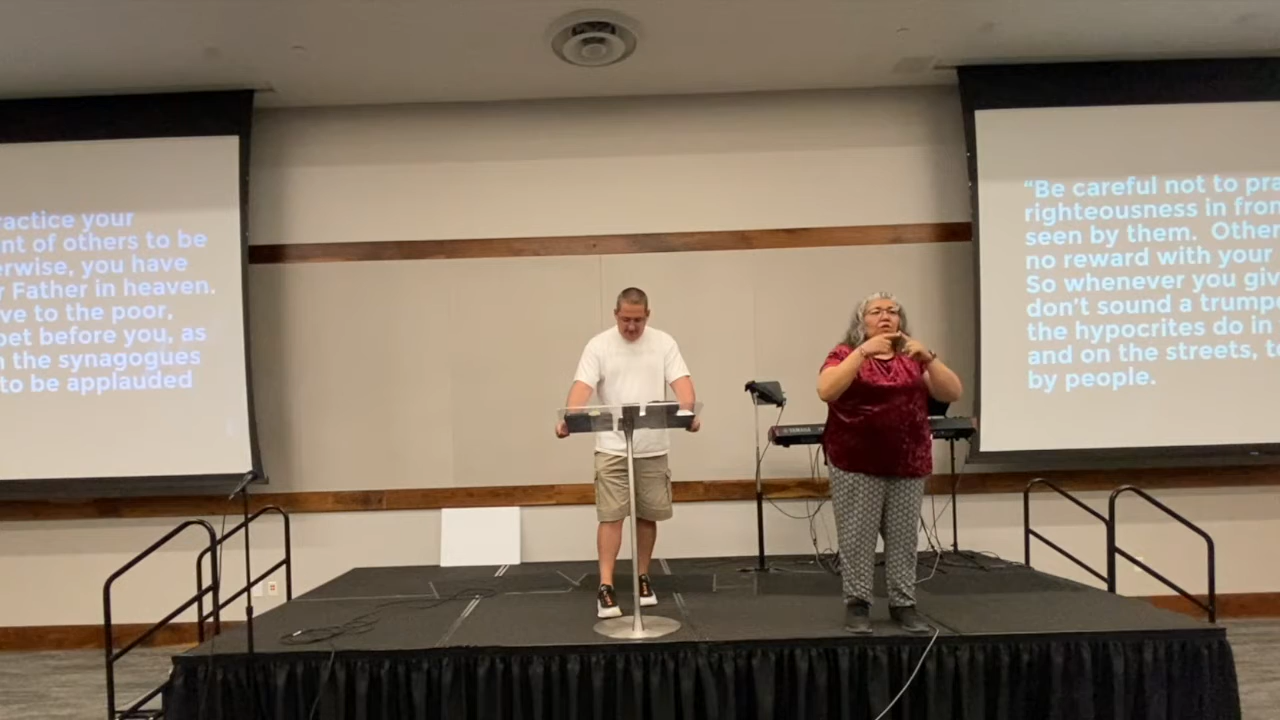 ractice your
nt of others to be
erwise, you have
r Father in heaven.
ve to the poor,
pet before you, as
n the synagogues
to be applauded
“Be careful not to pra
righteousness in fron
seen by them. Other
no reward with your
So whenever you giv
don’t sound a trumpe
the hypocrites do in
and on the streets, to
by people.
YAMAHA